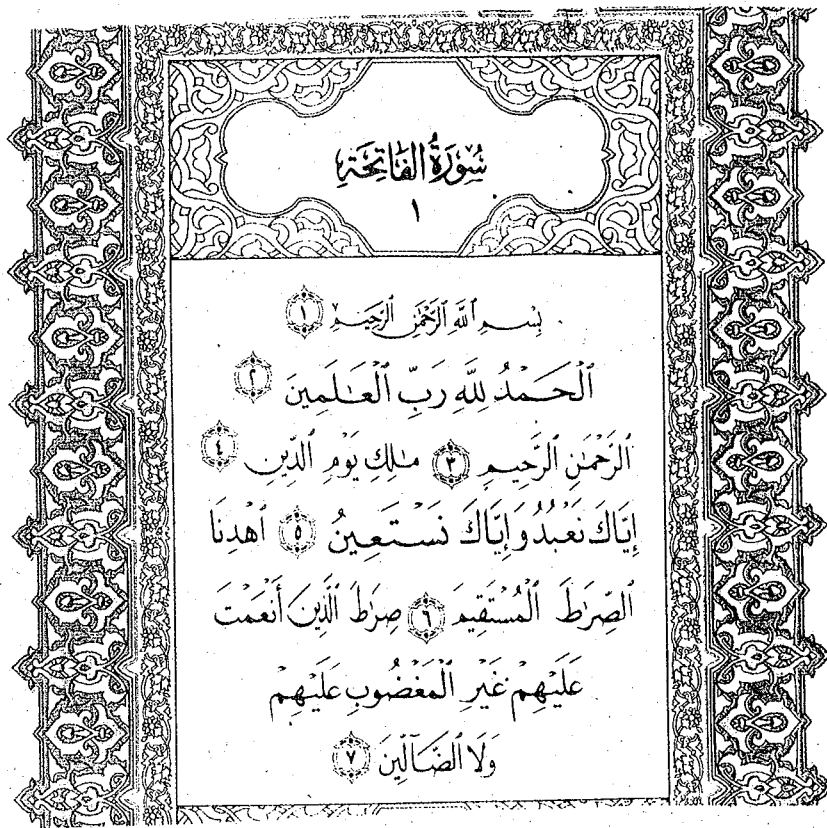 سُورَةُ الفَاتِحَةِ
١
بِسْمِ ٱللَّهِ ٱلرَّحْمَٰنِ ٱلرَّحِيمِ ١
ٱلْحَمْدُ لِلَّهِ رَبِّ ٱلْعَٰلَمِينَ ٢
ٱلرَّحْمَٰنِ ٱلرَّحِيمِ ٣ مَٰلِكِ يَوْمِ ٱلدِّينِ ٤
إِيَّاكَ نَعْبُدُ وَإِيَّاكَ نَسْتَعِينُ ٥ ٱهْدِنَا
ٱلصِّرَٰطَ ٱلْمُسْتَقِيمَ ٦ صِرَٰطَ ٱلَّذِينَ أَنْعَمْتَ
عَلَيْهِمْ غَيْرِ ٱلْمَغْضُوبِ عَلَيْهِمْ
وَلَا ٱلضَّآلِّينَ ٧